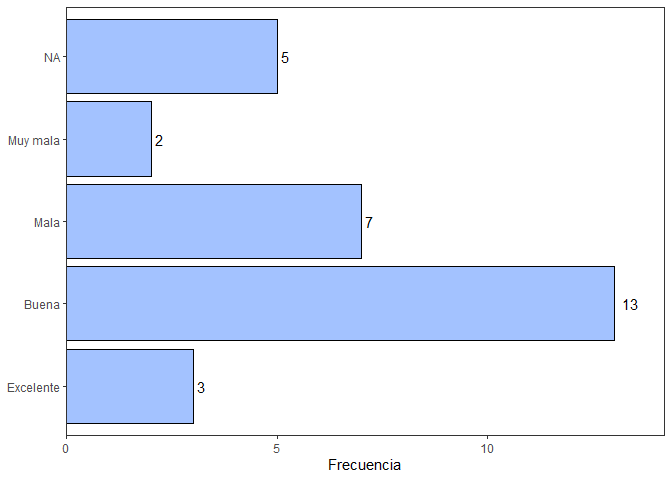 NA
5
Muy mala
2
Mala
7
Buena
13
Excelente
3
0 5 10
Frecuencia